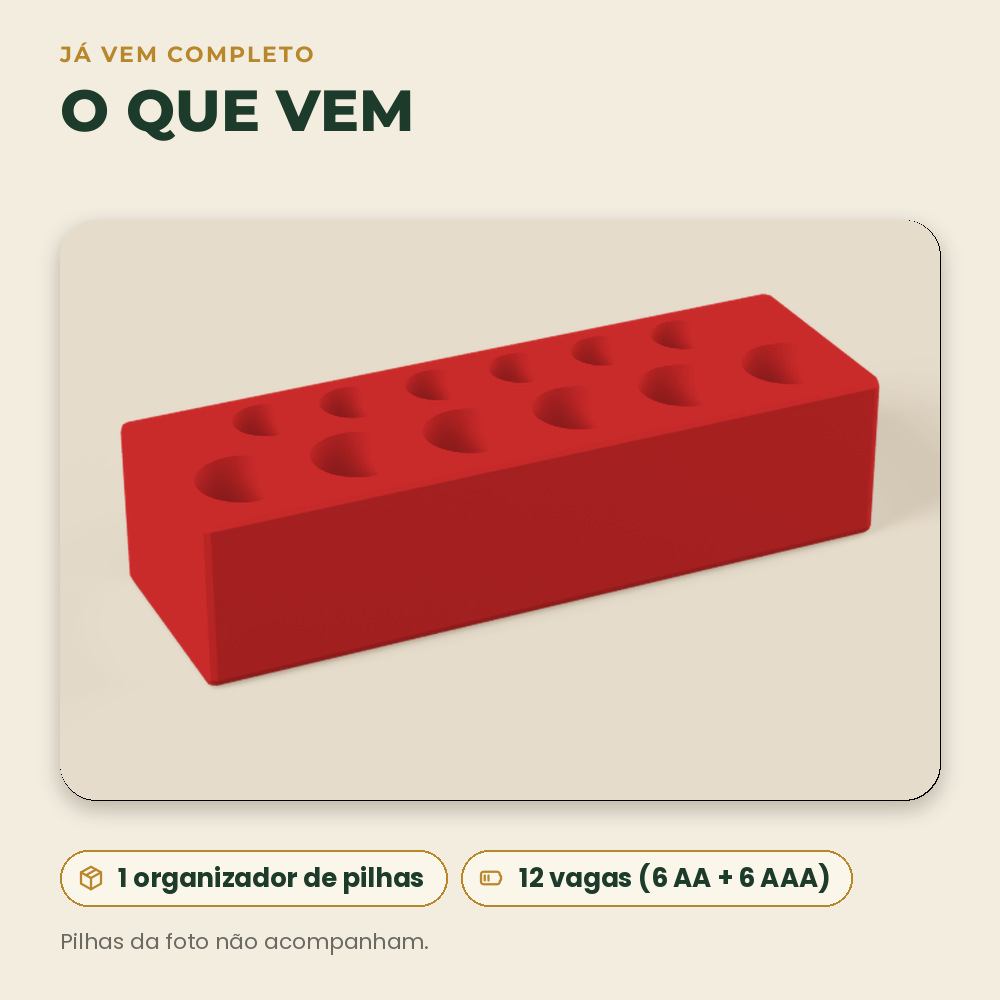 JÁ VEM COMPLETO
O QUE VEM
1 organizador de pilhas
12 vagas (6 AA + 6 AAA)
Pilhas da foto não acompanham.